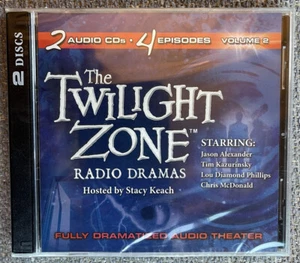 2 DISCS
2 AUDIO CDs • 4 EPISODES VOLUME 2
The
TWILIGHT
ZONE™
RADIO DRAMAS
Hosted by Stacy Keach
STARRING:
Jason Alexander
Tim Kazurinsky
Lou Diamond Phillips
Chris McDonald
FULLY DRAMATIZED AUDIO THEATER